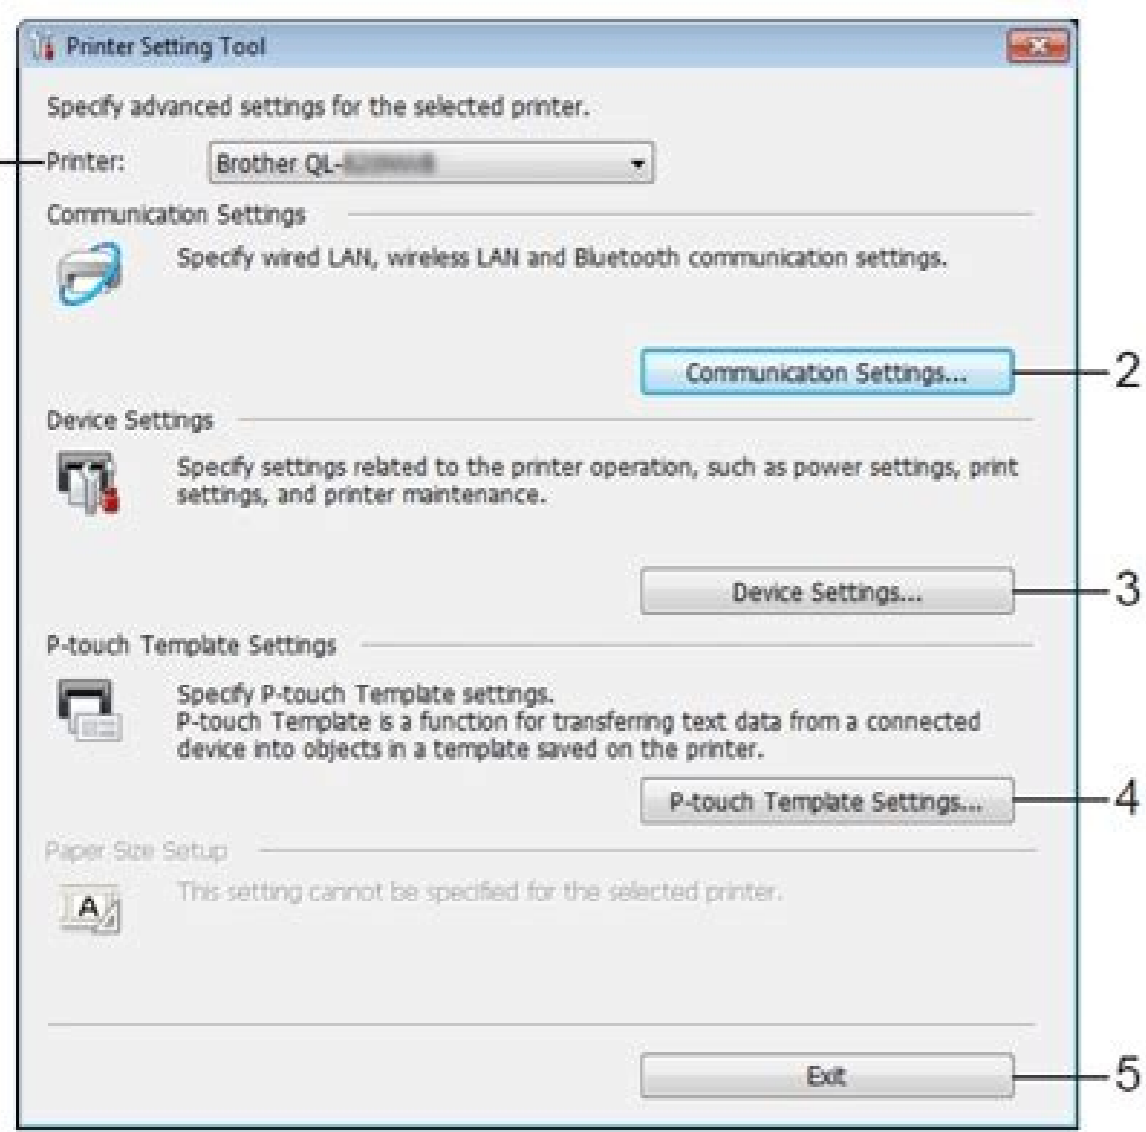 Printer Setting Tool
Specify advanced settings for the selected printer.
Printer: Brother QL-
Communication Settings
Specify wired LAN, wireless LAN and Bluetooth communication settings.
Communication Settings... 2
Device Settings
Specify settings related to the printer operation, such as power settings, print
settings, and printer maintenance.
Device Settings... 3
P-touch Template Settings
Specify P-touch Template settings.
P-touch Template is a function for transferring text data from a connected
device into objects in a template saved on the printer.
P-touch Template Settings... 4
Paper Size Setup
A
This setting cannot be specified for the selected printer.
Exit 5